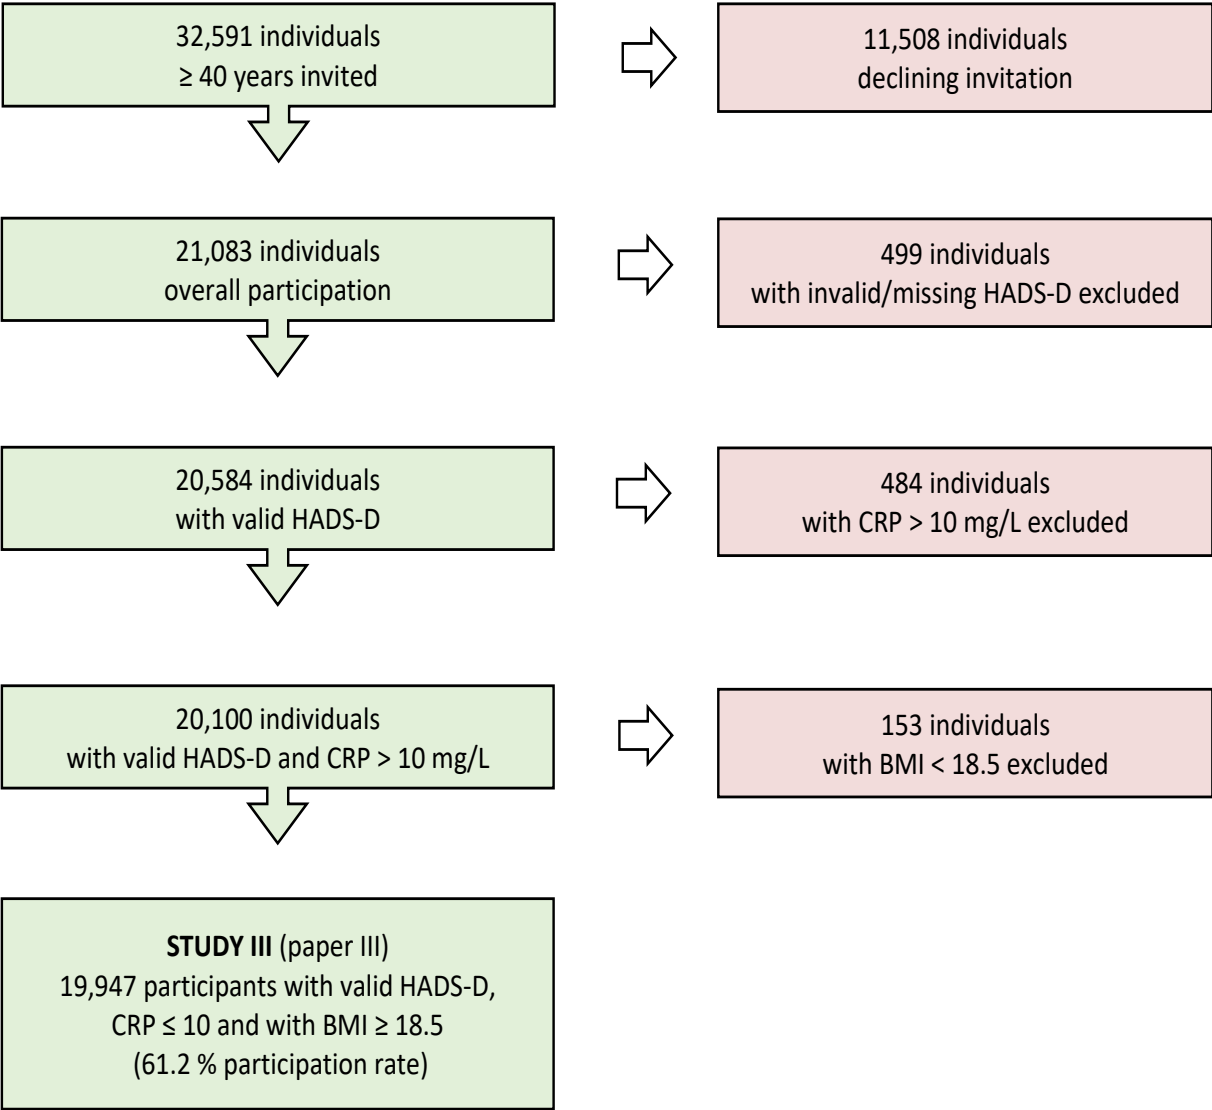 32,591 individuals
≥ 40 years invited
11,508 individuals
declining invitation
21,083 individuals
overall participation
499 individuals
with invalid/missing HADS-D excluded
20,584 individuals
with valid HADS-D
484 individuals
with CRP > 10 mg/L excluded
20,100 individuals
with valid HADS-D and CRP > 10 mg/L
153 individuals
with BMI < 18.5 excluded
STUDY III (paper III)
19,947 participants with valid HADS-D,
CRP ≤ 10 and with BMI ≥ 18.5
(61.2 % participation rate)